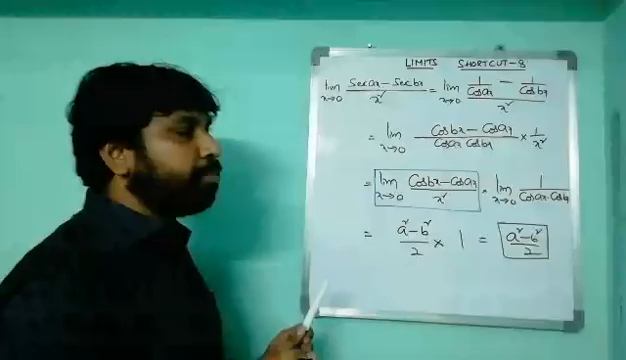 LIMITS SHORTCUT-8
lim x→0 Secax - Secbx / x² = lim x→0 1/Cosax - 1/Cosbx / x²
= lim x→0 Cosbx - Cosax / Cosax Cosbx × 1/x²
= lim x→0 Cosbx - Cosax / x² × lim x→0 1 / Cosax Cosbx
= a² - b² / 2 × 1 = a² - b² / 2